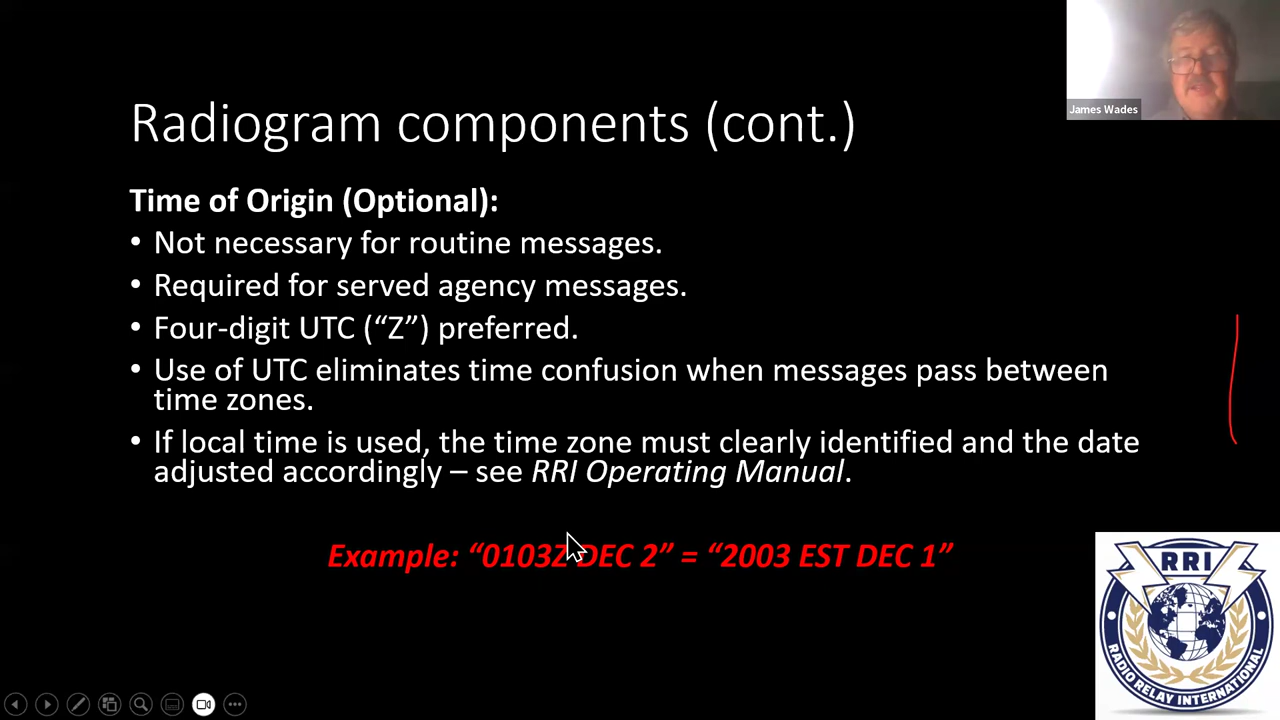 James Wades
Radiogram components (cont.)
Time of Origin (Optional):
• Not necessary for routine messages.
• Required for served agency messages.
• Four-digit UTC (“Z”) preferred.
• Use of UTC eliminates time confusion when messages pass between
time zones.
• If local time is used, the time zone must clearly identified and the date
adjusted accordingly – see RRI Operating Manual.
Example: “0103Z DEC 2” = “2003 EST DEC 1”
RRI
RADIO RELAY INTERNATIONAL